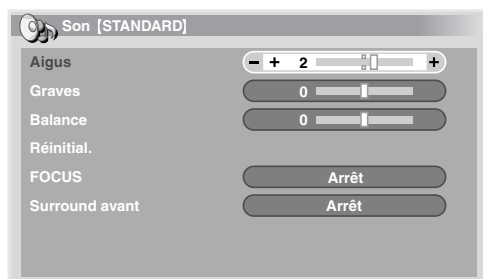 Son [STANDARD]
Aigus - + 2 +
Graves 0
Balance 0
Réinitial.
FOCUS Arrêt
Surround avant Arrêt